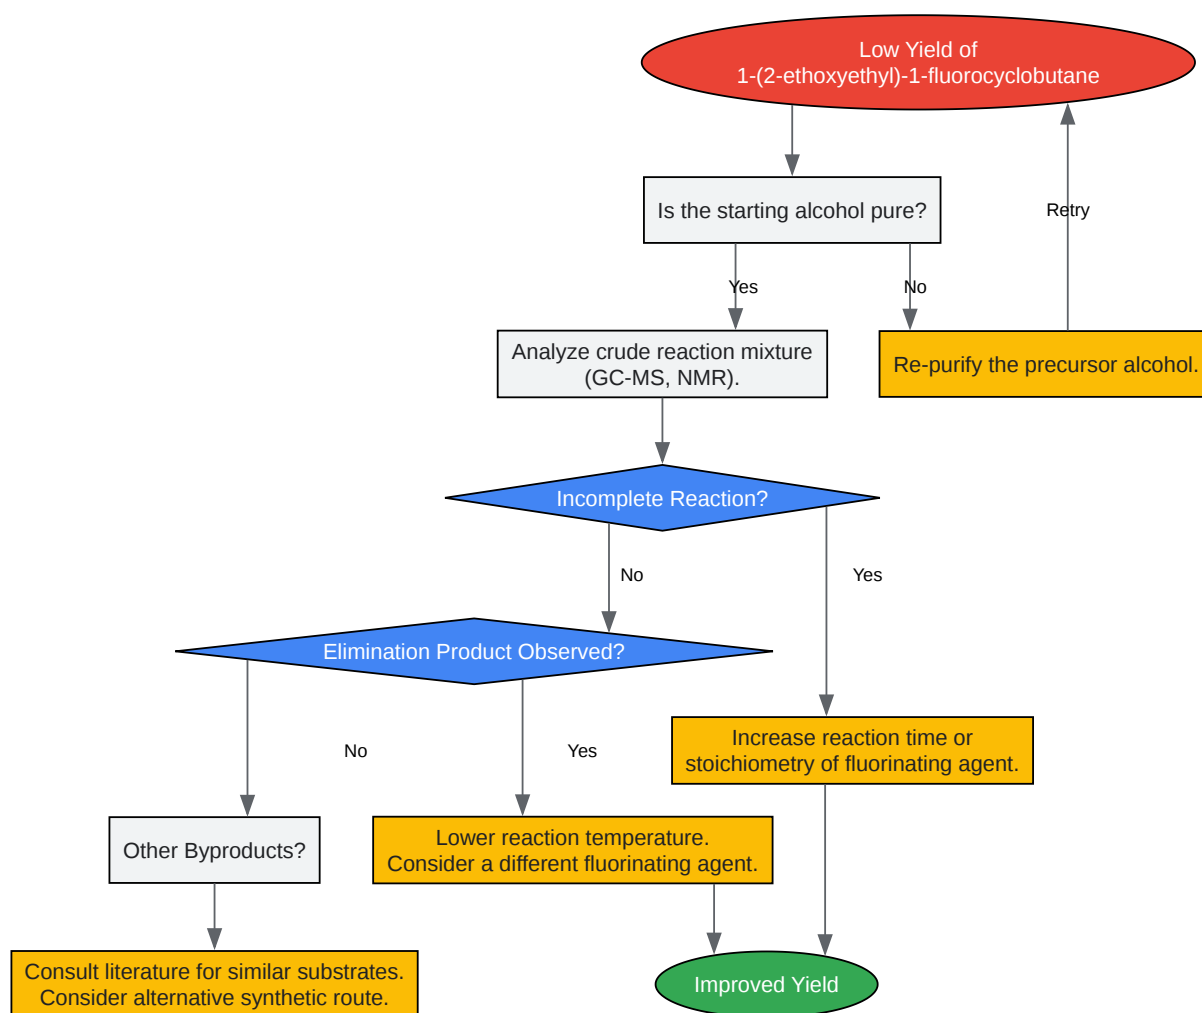 Low Yield of
1-(2-ethoxyethyl)-1-fluorocyclobutane
Is the starting alcohol pure?
Retry
Yes
No
Analyze crude reaction mixture
(GC-MS, NMR).
Re-purify the precursor alcohol.
Incomplete Reaction?
No
Yes
Elimination Product Observed?
No
Yes
Increase reaction time or
stoichiometry of fluorinating agent.
Other Byproducts?
Lower reaction temperature.
Consider a different fluorinating agent.
Consult literature for similar substrates.
Consider alternative synthetic route.
Improved Yield